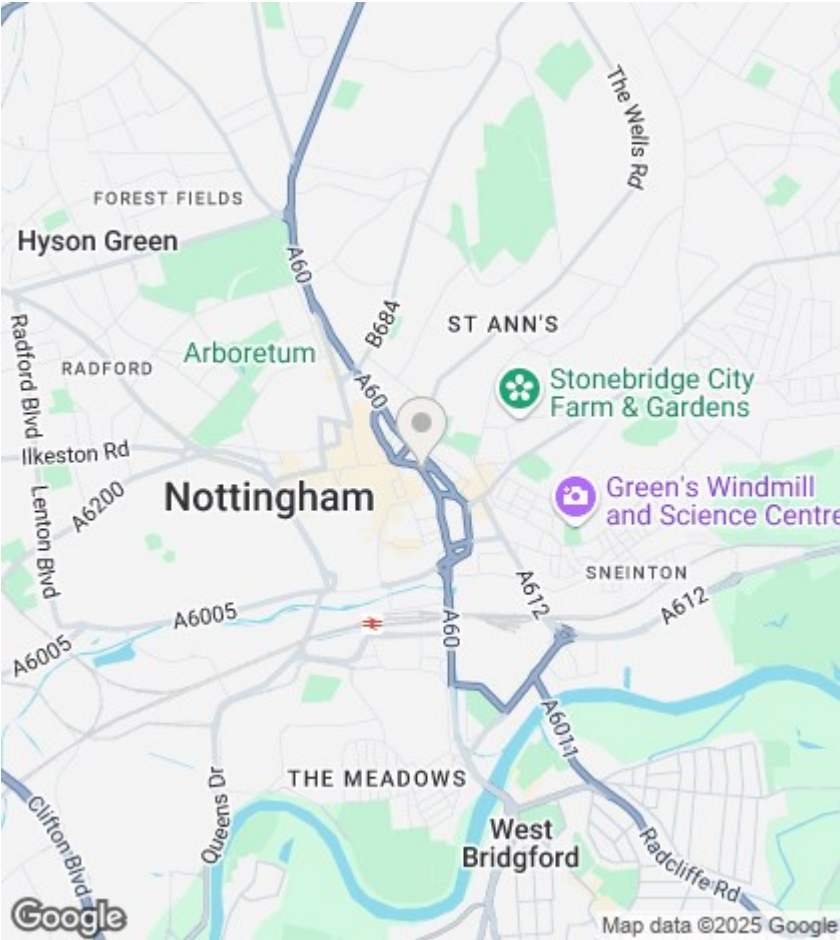 The Wells Rd
FOREST FIELDS
Hyson Green
A60
B684
ST ANN'S
Arboretum
RADFORD
Radford Blvd
A60
Stonebridge City
Farm & Gardens
Ilkeston Rd
Nottingham
A6200
Lenton Blvd
Green's Windmill
and Science Centre
SNEINTON
A612
A612
A6005
A6005
A60
A6011
THE MEADOWS
Queens Dr
Clifton Blvd
West
Bridgford
Radcliffe Rd
Google
Map data ©2025 Google